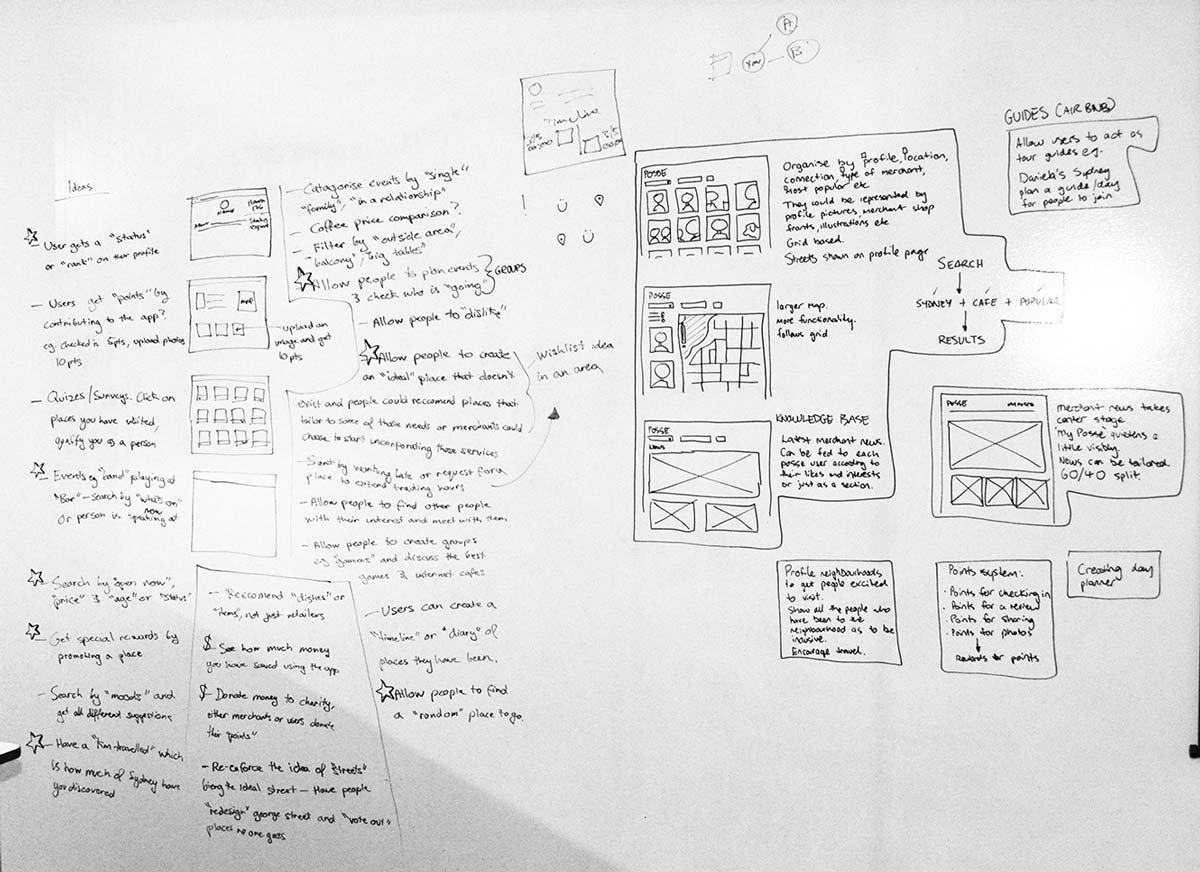 Ideas
User gets a "status"
or "rank" on their profile
– Users get "points" by
contributing to the app?
eg. checked in 5pts, upload photos
10 pts
– Quizes/Surveys. Click on
places you have visited,
qualify you as a person
– Events eg "band" playing at
"Bar" – Search by "what's on"
now
Or person is speaking at
– Search by "open now",
"price" & "age" or "status"
– Get special rewards by
promoting a place
– Search by "moods" and
get all different suggestions
– Have a "km-travelled" which
is how much of Sydney have
you discovered
Name
upload an
image and get
10 pts
– Catagorise events by "single"
"family", "in a relationship"
– Coffee price comparison?
– Filter by "outside area",
"balcony", "big tables"
Allow people to plan events
& check who is "going"
GROUPS
– Allow people to "dislike"
Allow people to create
an "ideal" place that doesn't
exist and people could reccomend places that
tailor to some of those needs or merchants could
choose to start incorporating those services
place to extend trading hours
Wishlist idea
in an area
– Allow people to find other people
with their interest and meet with them
– Allow people to create groups
eg "gamers" and discuss the best
games & internet cafes
– Reccomend "dishes" or
"items", not just retailers
$ – See how much money
you have saved using the app
$ – Donate money to charity,
either merchants or users donate
their "points"
– Re-enforce the idea of "streets"
being the ideal street – Have people
"redesign" george street and "vote out"
places no one goes
– Users can create a
"timeline" or "diary" of
places they have been.
Allow people to find
a "random" place to go.
Timeline
You
A
B
!
POSSE
Organise by profile, location,
connection, type of merchant,
most popular etc
They could be represented by
profile pictures, merchant shop
fronts, illustrations etc
Grid based.
Streets shown on profile page
POSSE
larger map.
more functionality.
follows grid
POSSE
NEWS
KNOWLEDGE BASE
Latest merchant news.
Can be fed to each
posse user according to
their likes and interests
or just as a section.
SEARCH
SYDNEY + CAFE + POPULAR
RESULTS
GUIDES (AIRBNB)
Allow users to act as
tour guides eg.
Daniela's Sydney
plan a guide/day
for people to join
POSSE
merchant news takes
center stage
'My Posse' quietens a
little visibly.
News can be tailored
60/40 split.
Profile neighbourhoods
to get people excited
to visit.
Show all the people who
have been to the
neighbourhood as to be
inclusive.
Encourage travel.
Points system:
· Points for checking in
· Points for a review
· Points for sharing
· Points for photos
Rewards for points
Creating day
planner